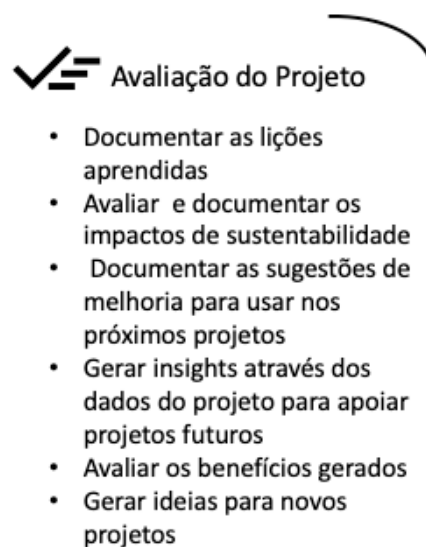 Avaliação do Projeto
• Documentar as lições
aprendidas
• Avaliar e documentar os
impactos de sustentabilidade
• Documentar as sugestões de
melhoria para usar nos
próximos projetos
• Gerar insights através dos
dados do projeto para apoiar
projetos futuros
• Avaliar os benefícios gerados
• Gerar ideias para novos
projetos